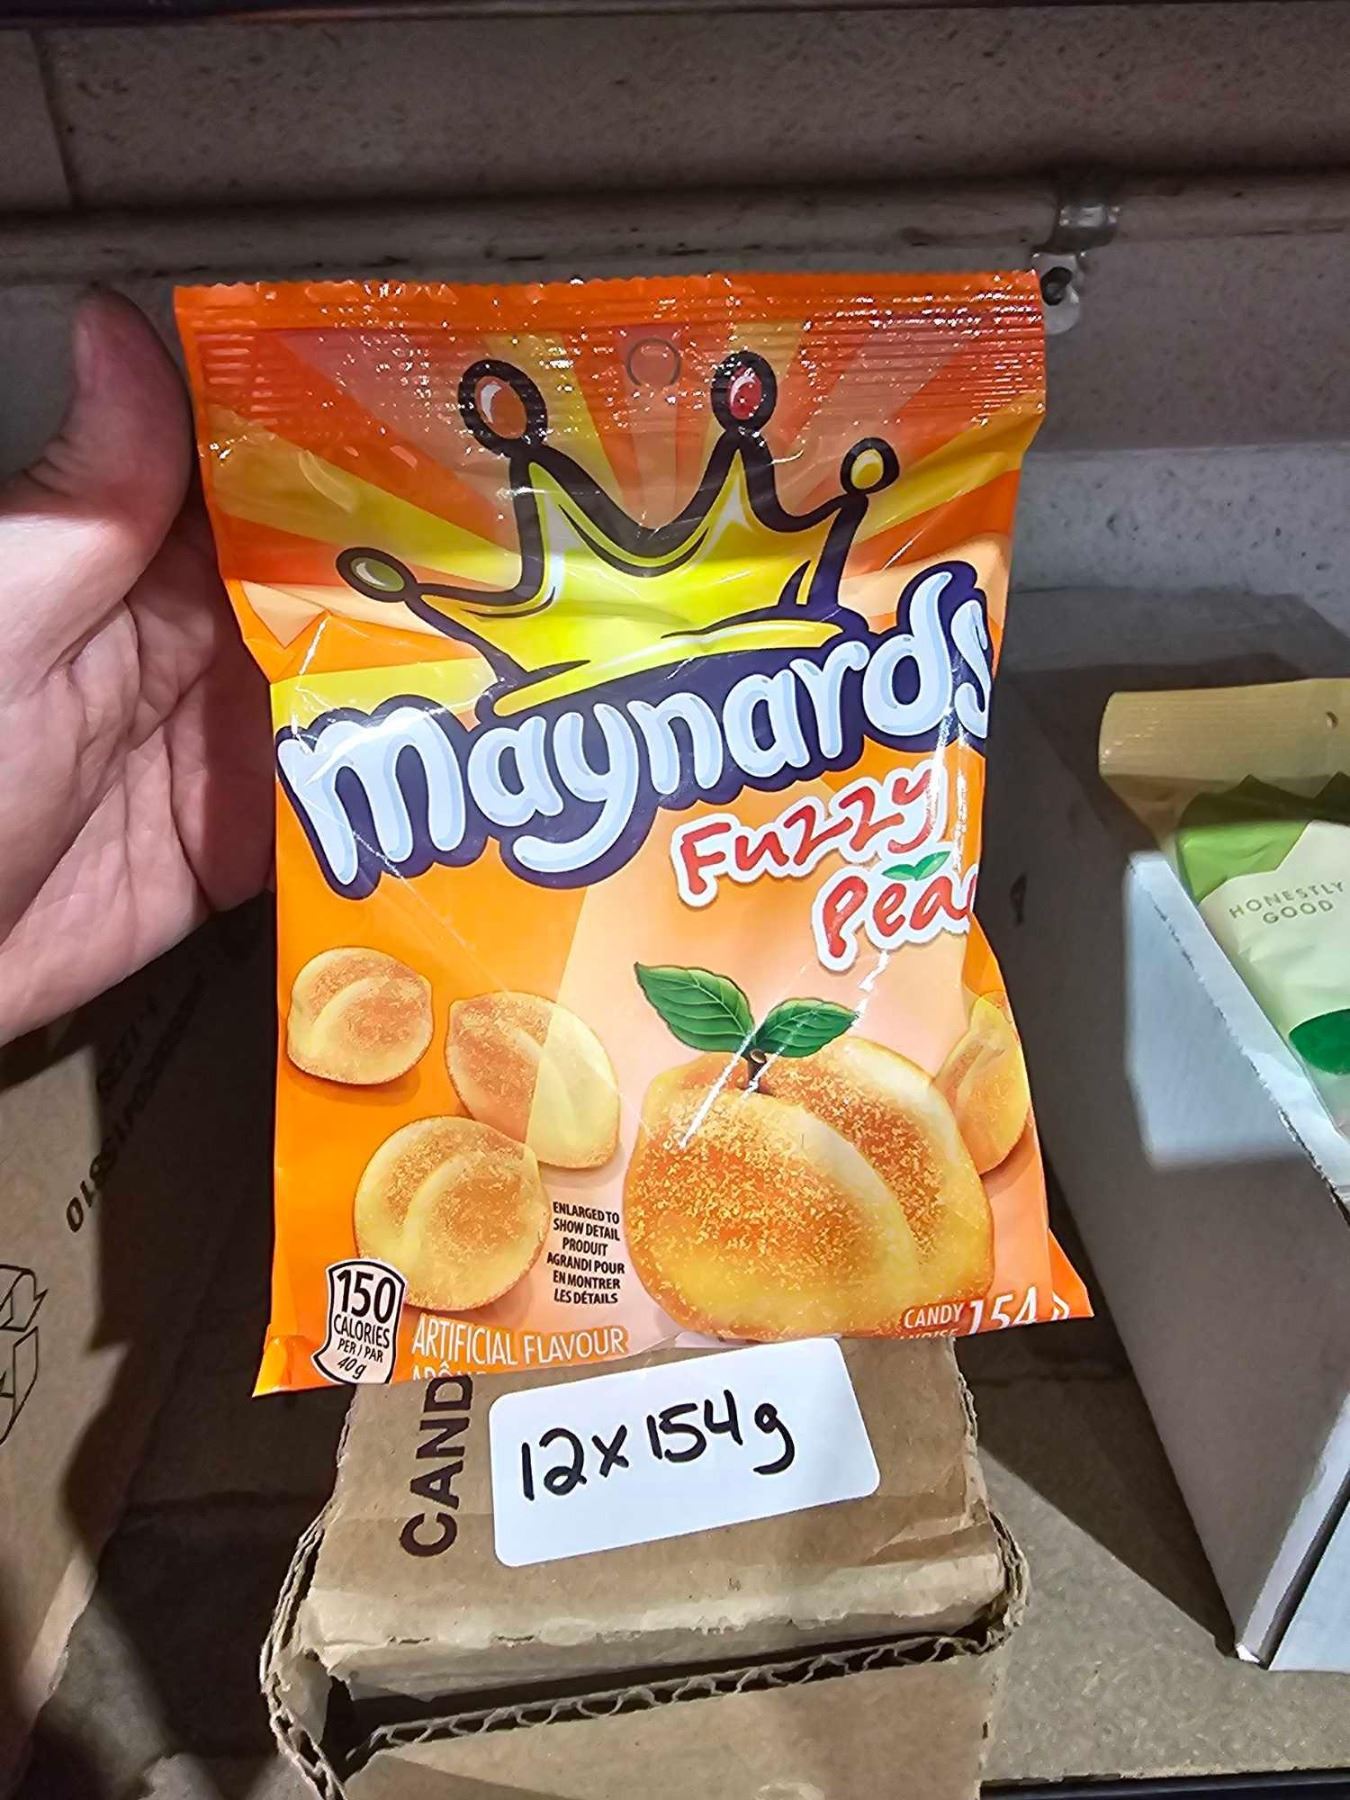 maynards
Fuzzy
Pea
ENLARGED TO
SHOW DETAIL
PRODUIT
AGRANDI POUR
EN MONTRER
LES DÉTAILS
150
CALORIES
PER / PAR
40 g
ARTIFICIAL FLAVOUR
CANDY
154
CAND
12x154g
HONESTLY
GOOD